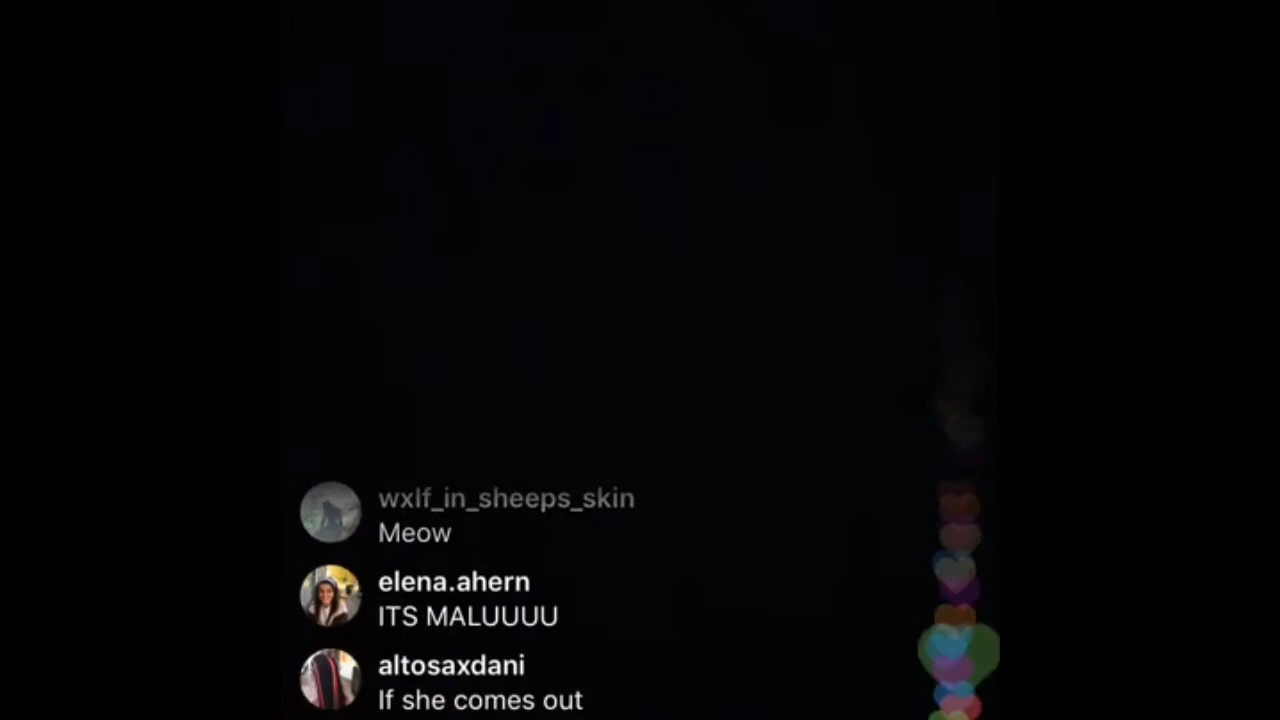 wxlf_in_sheeps_skin
Meow
elena.ahern
ITS MALUUUU
altosaxdani
If she comes out